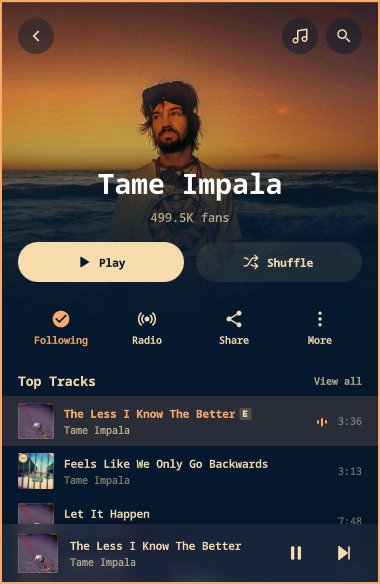 Tame Impala
499.5K fans
Play
Shuffle
Following
Radio
Share
More
Top Tracks
View all
The Less I Know The Better E
3:36
Tame Impala
Feels Like We Only Go Backwards
3:13
Tame Impala
Let It Happen
7:48
The Less I Know The Better
Tame Impala